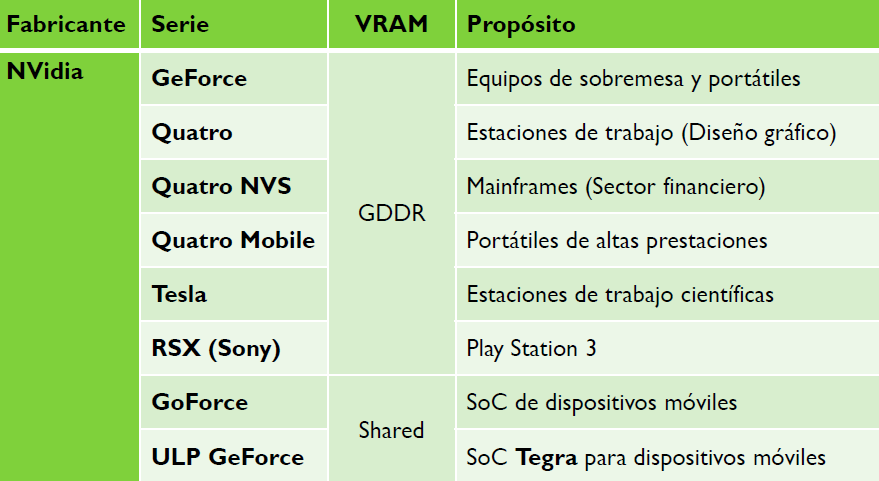 Fabricante Serie VRAM Propósito
NVidia GeForce GDDR Equipos de sobremesa y portátiles
Quatro Estaciones de trabajo (Diseño gráfico)
Quatro NVS Mainframes (Sector financiero)
Quatro Mobile Portátiles de altas prestaciones
Tesla Estaciones de trabajo científicas
RSX (Sony) Play Station 3
GoForce Shared SoC de dispositivos móviles
ULP GeForce SoC Tegra para dispositivos móviles